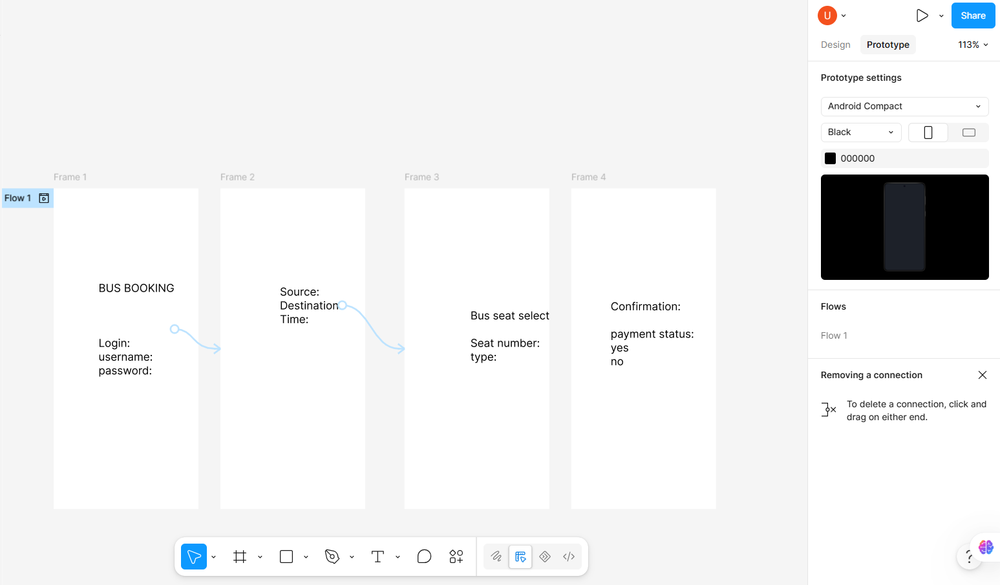 U
Share
Design
Prototype
113%
Prototype settings
Android Compact
Black
000000
Frame 1
Frame 2
Frame 3
Frame 4
Flow 1
BUS BOOKING
Login:
username:
password:
Source:
Destination
Time:
Bus seat select
Seat number:
type:
Confirmation:
payment status:
yes
no
Flows
Flow 1
Removing a connection
To delete a connection, click and
drag on either end.
T
</>
?